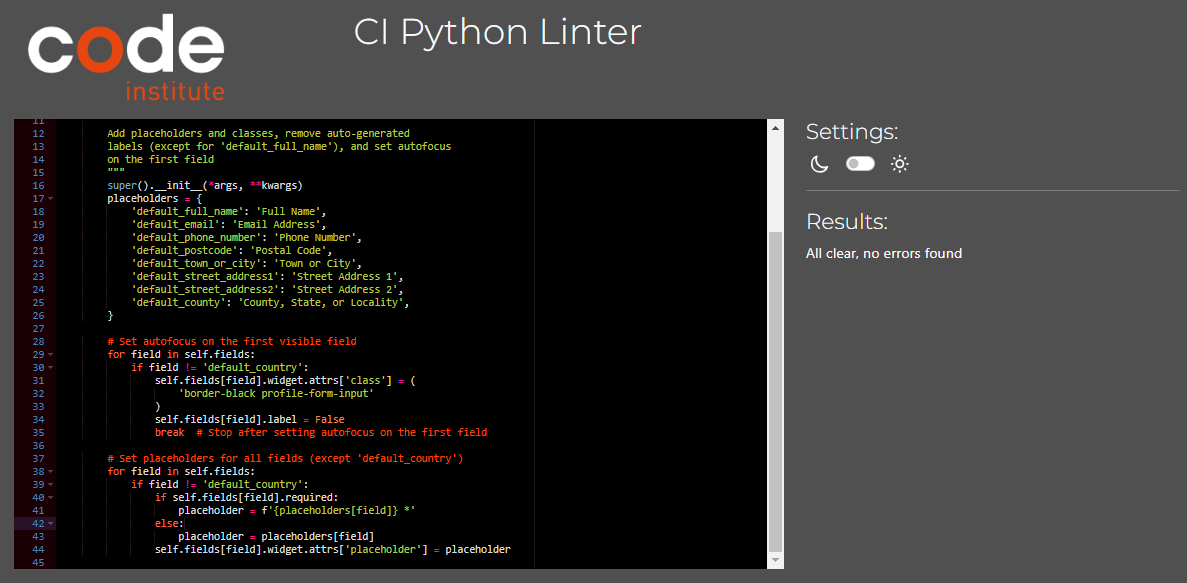 code
institute
CI Python Linter
11
12 Add placeholders and classes, remove auto-generated
13 labels (except for 'default_full_name'), and set autofocus
14 on the first field
15 """
16 super().__init__(*args, **kwargs)
17 placeholders = {
18 'default_full_name': 'Full Name',
19 'default_email': 'Email Address',
20 'default_phone_number': 'Phone Number',
21 'default_postcode': 'Postal Code',
22 'default_town_or_city': 'Town or City',
23 'default_street_address1': 'Street Address 1',
24 'default_street_address2': 'Street Address 2',
25 'default_county': 'County, State, or Locality',
26 }
27
28 # Set autofocus on the first visible field
29 for field in self.fields:
30 if field != 'default_country':
31 self.fields[field].widget.attrs['class'] = (
32 'border-black profile-form-input'
33 )
34 self.fields[field].label = False
35 break  # Stop after setting autofocus on the first field
36
37 # Set placeholders for all fields (except 'default_country')
38 for field in self.fields:
39 if field != 'default_country':
40 if self.fields[field].required:
41 placeholder = f'{placeholders[field]} *'
42 else:
43 placeholder = placeholders[field]
44 self.fields[field].widget.attrs['placeholder'] = placeholder
45
Settings:
Results:
All clear, no errors found